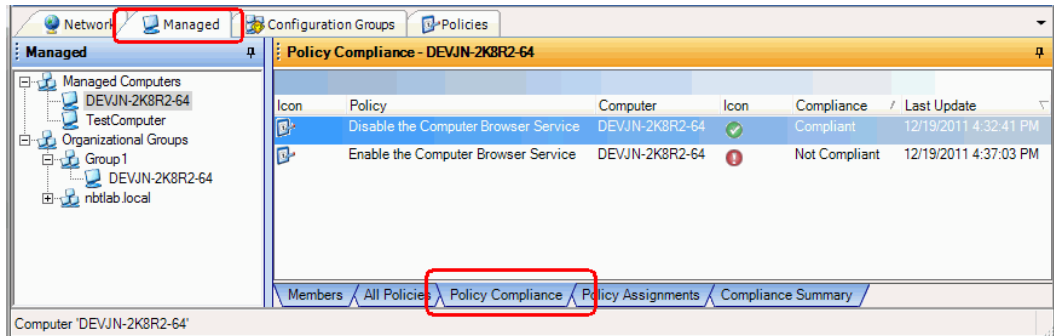 Network Managed Configuration Groups Policies
Managed
Policy Compliance - DEVJN-2K8R2-64
Managed Computers
DEVJN-2K8R2-64
TestComputer
Organizational Groups
Group1
DEVJN-2K8R2-64
nbtlab.local
Icon Policy Computer Icon Compliance Last Update
Disable the Computer Browser Service DEVJN-2K8R2-64 Compliant 12/19/2011 4:32:41 PM
Enable the Computer Browser Service DEVJN-2K8R2-64 Not Compliant 12/19/2011 4:37:03 PM
Members All Policies Policy Compliance Policy Assignments Compliance Summary
Computer 'DEVJN-2K8R2-64'